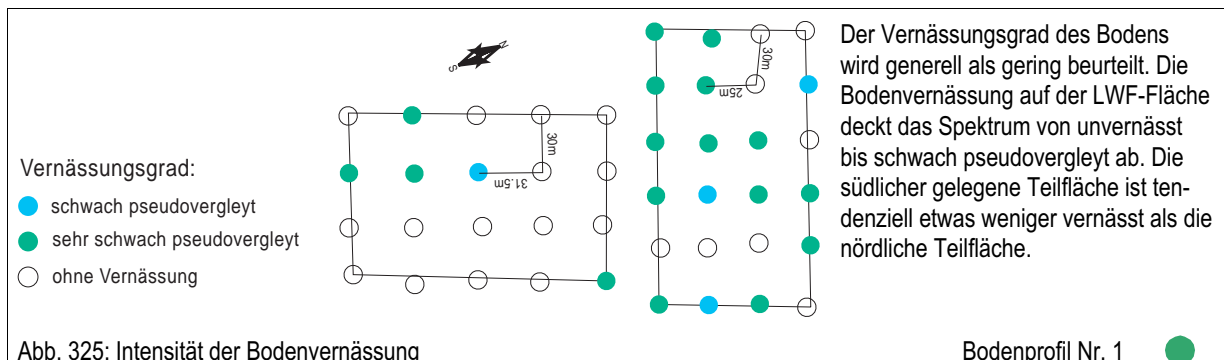 N
S
30m
31.5m
30m
25m
Vernässungsgrad:
schwach pseudovergleyt
sehr schwach pseudovergleyt
ohne Vernässung
Der Vernässungsgrad des Bodens
wird generell als gering beurteilt. Die
Bodenvernässung auf der LWF-Fläche
deckt das Spektrum von unvernässt
bis schwach pseudovergleyt ab. Die
südlicher gelegene Teilfläche ist ten-
denziell etwas weniger vernässt als die
nördliche Teilfläche.
Abb. 325: Intensität der Bodenvernässung
Bodenprofil Nr. 1